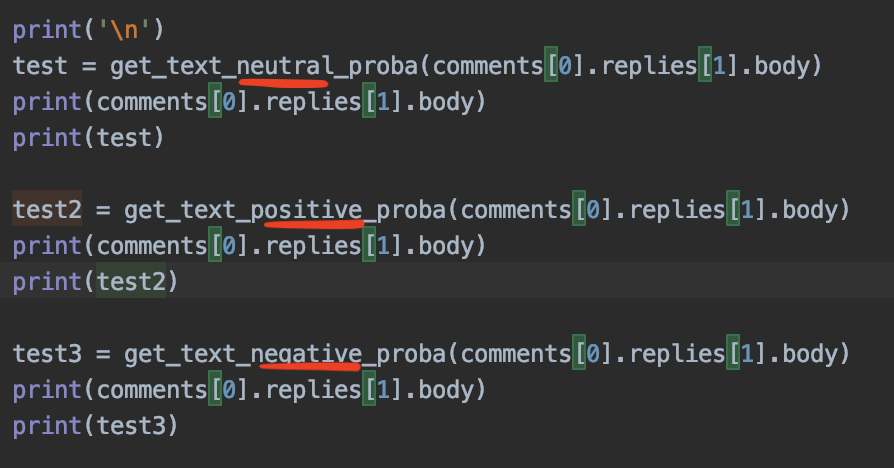 print('\n')
test = get_text_neutral_proba(comments[0].replies[1].body)
print(comments[0].replies[1].body)
print(test)
test2 = get_text_positive_proba(comments[0].replies[1].body)
print(comments[0].replies[1].body)
print(test2)
test3 = get_text_negative_proba(comments[0].replies[1].body)
print(comments[0].replies[1].body)
print(test3)